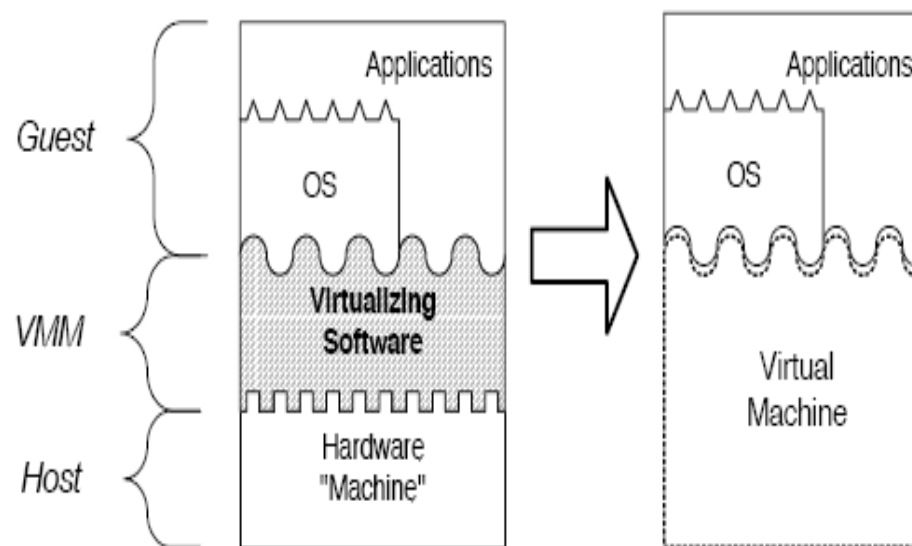 Guest
VMM
Host
Applications
OS
Virtualizing
Software
Hardware
"Machine"
Applications
OS
Virtual
Machine